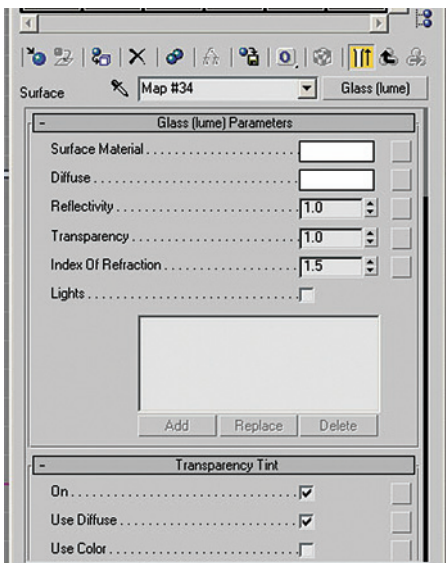 Surface Map #34 Glass (lume)
- Glass (lume) Parameters
Surface Material
Diffuse
Reflectivity 1.0
Transparency 1.0
Index Of Refraction 1.5
Lights
Add Replace Delete
- Transparency Tint
On
Use Diffuse
Use Color